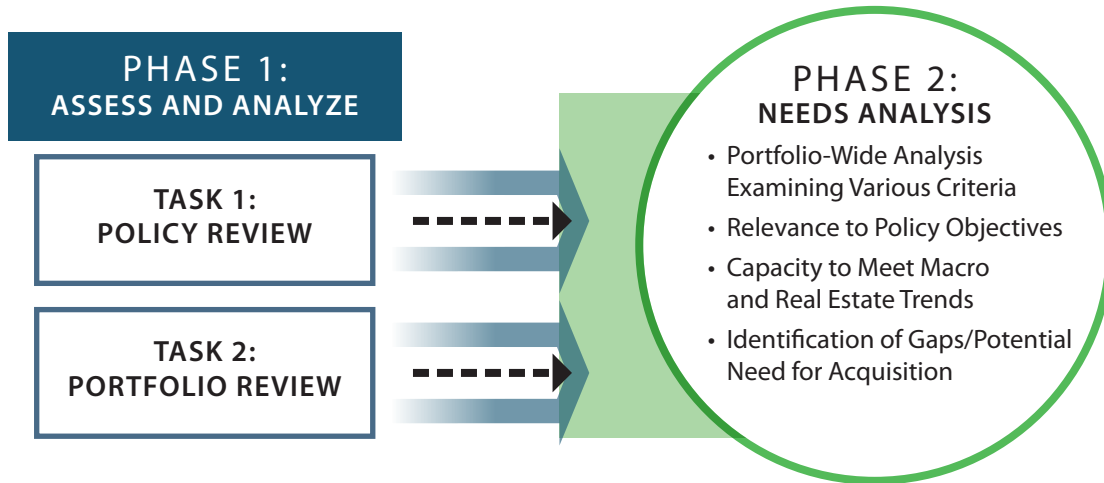 PHASE 1:
ASSESS AND ANALYZE
TASK 1:
POLICY REVIEW
TASK 2:
PORTFOLIO REVIEW
PHASE 2:
NEEDS ANALYSIS
• Portfolio-Wide Analysis
Examining Various Criteria
• Relevance to Policy Objectives
• Capacity to Meet Macro
and Real Estate Trends
• Identification of Gaps/Potential
Need for Acquisition